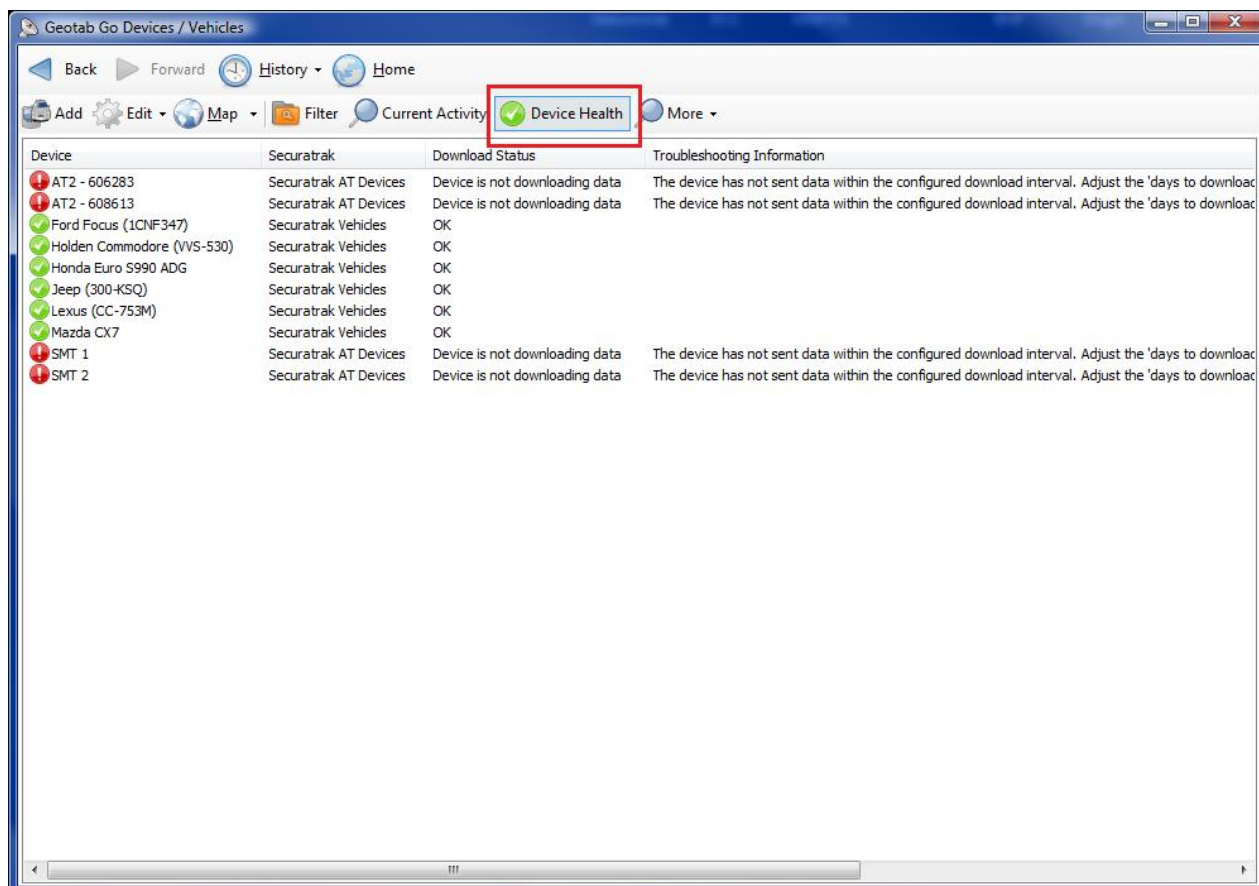 Geotab Go Devices / Vehicles
Back Forward History Home
Add Edit Map Filter Current Activity Device Health More
Device Securatrak Download Status Troubleshooting Information
AT2 - 606283 Securatrak AT Devices Device is not downloading data The device has not sent data within the configured download interval. Adjust the 'days to downloac
AT2 - 608613 Securatrak AT Devices Device is not downloading data The device has not sent data within the configured download interval. Adjust the 'days to downloac
Ford Focus (1CNF347) Securatrak Vehicles OK
Holden Commodore (VVS-530) Securatrak Vehicles OK
Honda Euro S990 ADG Securatrak Vehicles OK
Jeep (300-KSQ) Securatrak Vehicles OK
Lexus (CC-753M) Securatrak Vehicles OK
Mazda CX7 Securatrak Vehicles OK
SMT 1 Securatrak AT Devices Device is not downloading data The device has not sent data within the configured download interval. Adjust the 'days to downloac
SMT 2 Securatrak AT Devices Device is not downloading data The device has not sent data within the configured download interval. Adjust the 'days to downloac